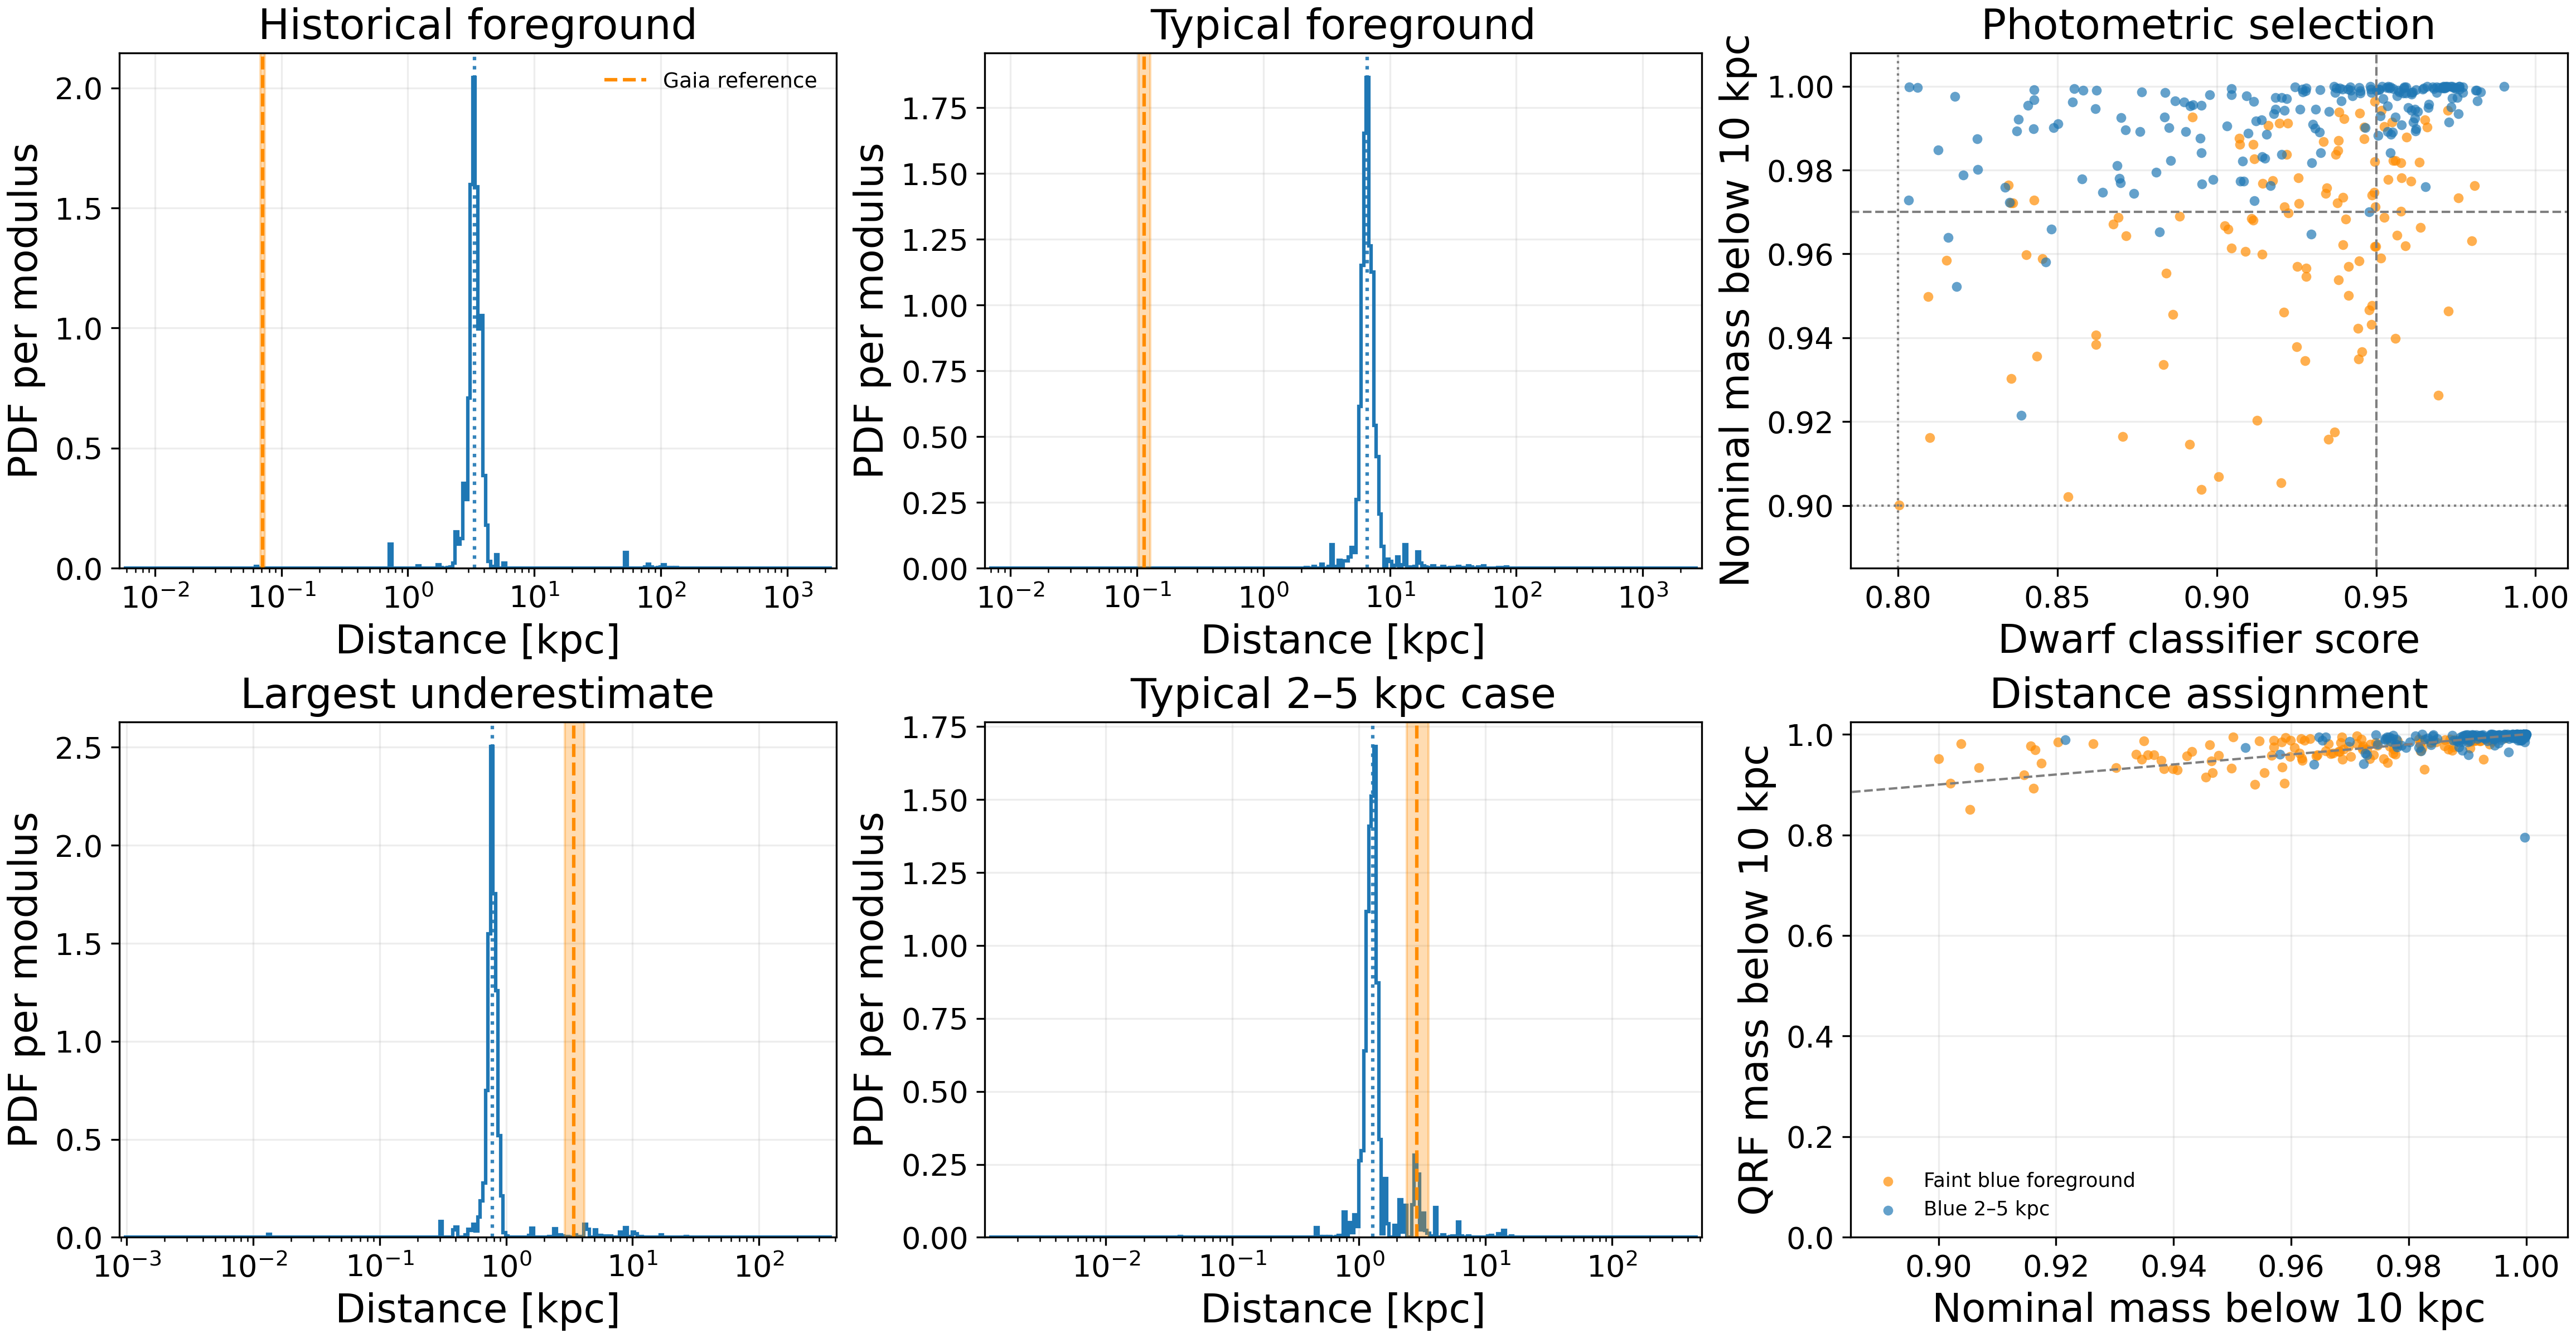 Historical foreground
PDF per modulus
2.0
1.5
1.0
0.5
0.0
Gaia reference
10⁻² 10⁻¹ 10⁰ 10¹ 10² 10³
Distance [kpc]
Typical foreground
PDF per modulus
1.75
1.50
1.25
1.00
0.75
0.50
0.25
0.00
10⁻² 10⁻¹ 10⁰ 10¹ 10² 10³
Distance [kpc]
Photometric selection
Nominal mass below 10 kpc
1.00
0.98
0.96
0.94
0.92
0.90
0.80 0.85 0.90 0.95 1.00
Dwarf classifier score
Largest underestimate
PDF per modulus
2.5
2.0
1.5
1.0
0.5
0.0
10⁻³ 10⁻² 10⁻¹ 10⁰ 10¹ 10²
Distance [kpc]
Typical 2–5 kpc case
PDF per modulus
1.75
1.50
1.25
1.00
0.75
0.50
0.25
0.00
10⁻² 10⁻¹ 10⁰ 10¹ 10²
Distance [kpc]
Distance assignment
QRF mass below 10 kpc
1.0
0.8
0.6
0.4
0.2
0.0
Faint blue foreground
Blue 2–5 kpc
0.90 0.92 0.94 0.96 0.98 1.00
Nominal mass below 10 kpc